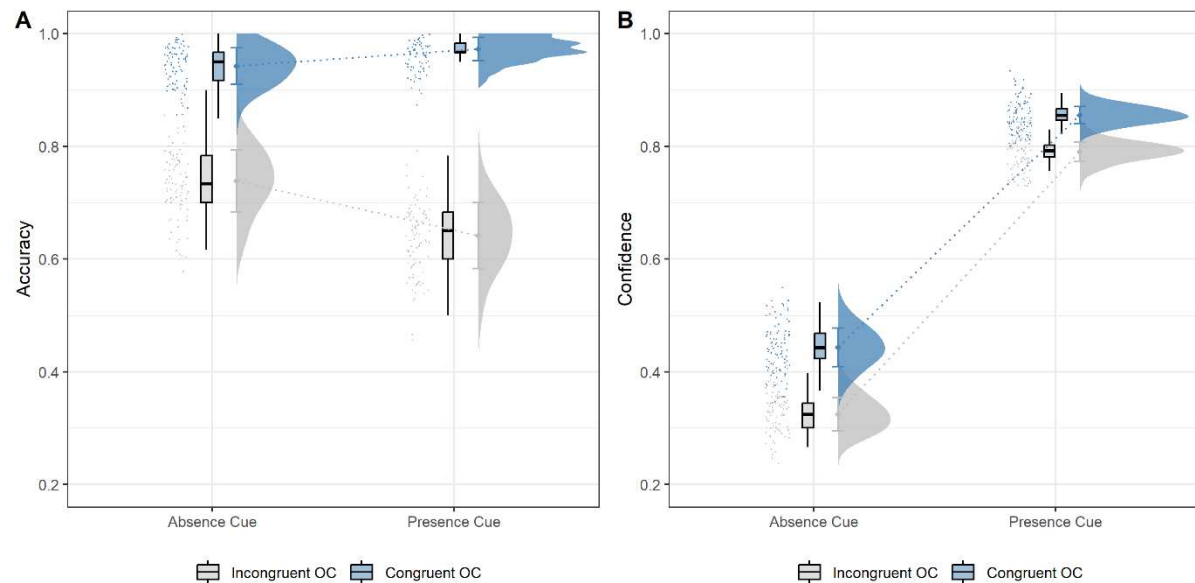 A
B
1.0
0.8
0.6
0.4
0.2
Accuracy
Absence Cue
Presence Cue
Incongruent OC
Congruent OC
1.0
0.8
0.6
0.4
0.2
Confidence
Absence Cue
Presence Cue
Incongruent OC
Congruent OC